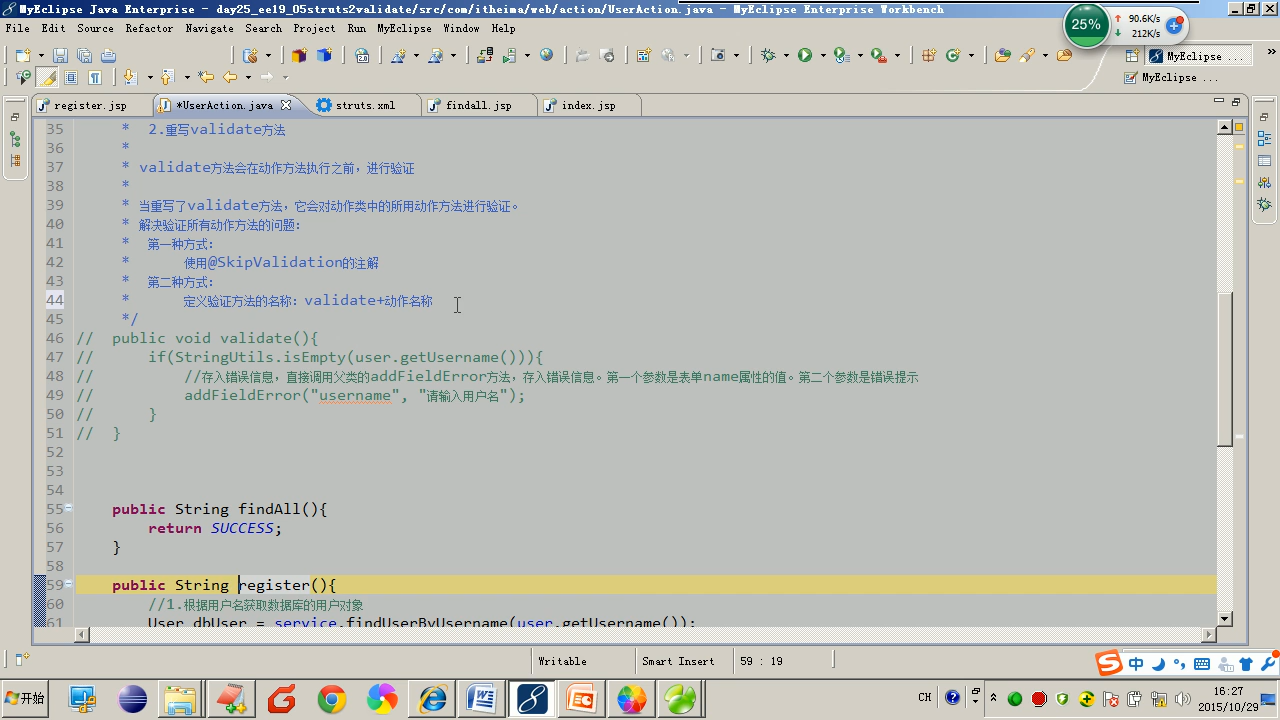 MyEclipse Java Enterprise - day25_ee19_05struts2validate/src/com/itheima/web/action/UserAction.java - MyEclipse Enterprise Workbench
25%
90.6K/s
212K/s
File Edit Source Refactor Navigate Search Project Run MyEclipse Window Help
MyEclipse ...
MyEclipse ...
register.jsp
*UserAction.java
struts.xml
findall.jsp
index.jsp
35 * 2.重写validate方法
36 *
37 * validate方法会在动作方法执行之前，进行验证
38 *
39 * 当重写了validate方法，它会对动作类中的所用动作方法进行验证。
40 * 解决验证所有动作方法的问题：
41 * 第一种方式：
42 * 使用@SkipValidation的注解
43 * 第二种方式：
44 * 定义验证方法的名称：validate+动作名称
45 */
46 // public void validate(){
47 // if(StringUtils.isEmpty(user.getUsername())){
48 // //存入错误信息，直接调用父类的addFieldError方法，存入错误信息。第一个参数是表单name属性的值。第二个参数是错误提示
49 // addFieldError("username", "请输入用户名");
50 // }
51 // }
52
53
54
55 public String findAll(){
56 return SUCCESS;
57 }
58
59 public String register(){
60 //1.根据用户名获取数据库的用户对象
61 User dbUser = service.findUserByUsername(user.getUsername());
Writable
Smart Insert
59 : 19
中
开始
CH
16:27
2015/10/29